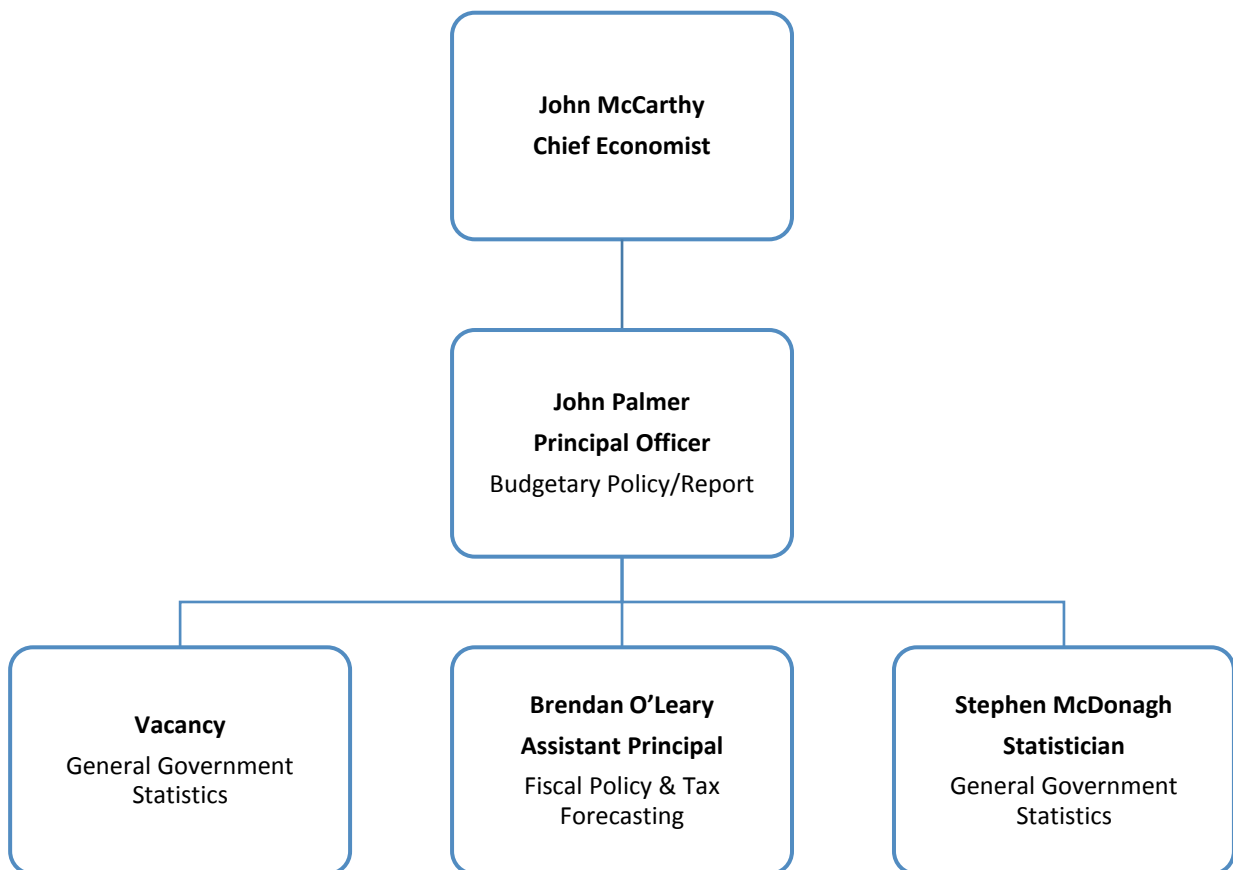 John McCarthy
Chief Economist
John Palmer
Principal Officer
Budgetary Policy/Report
Vacancy
General Government
Statistics
Brendan O’Leary
Assistant Principal
Fiscal Policy & Tax
Forecasting
Stephen McDonagh
Statistician
General Government
Statistics